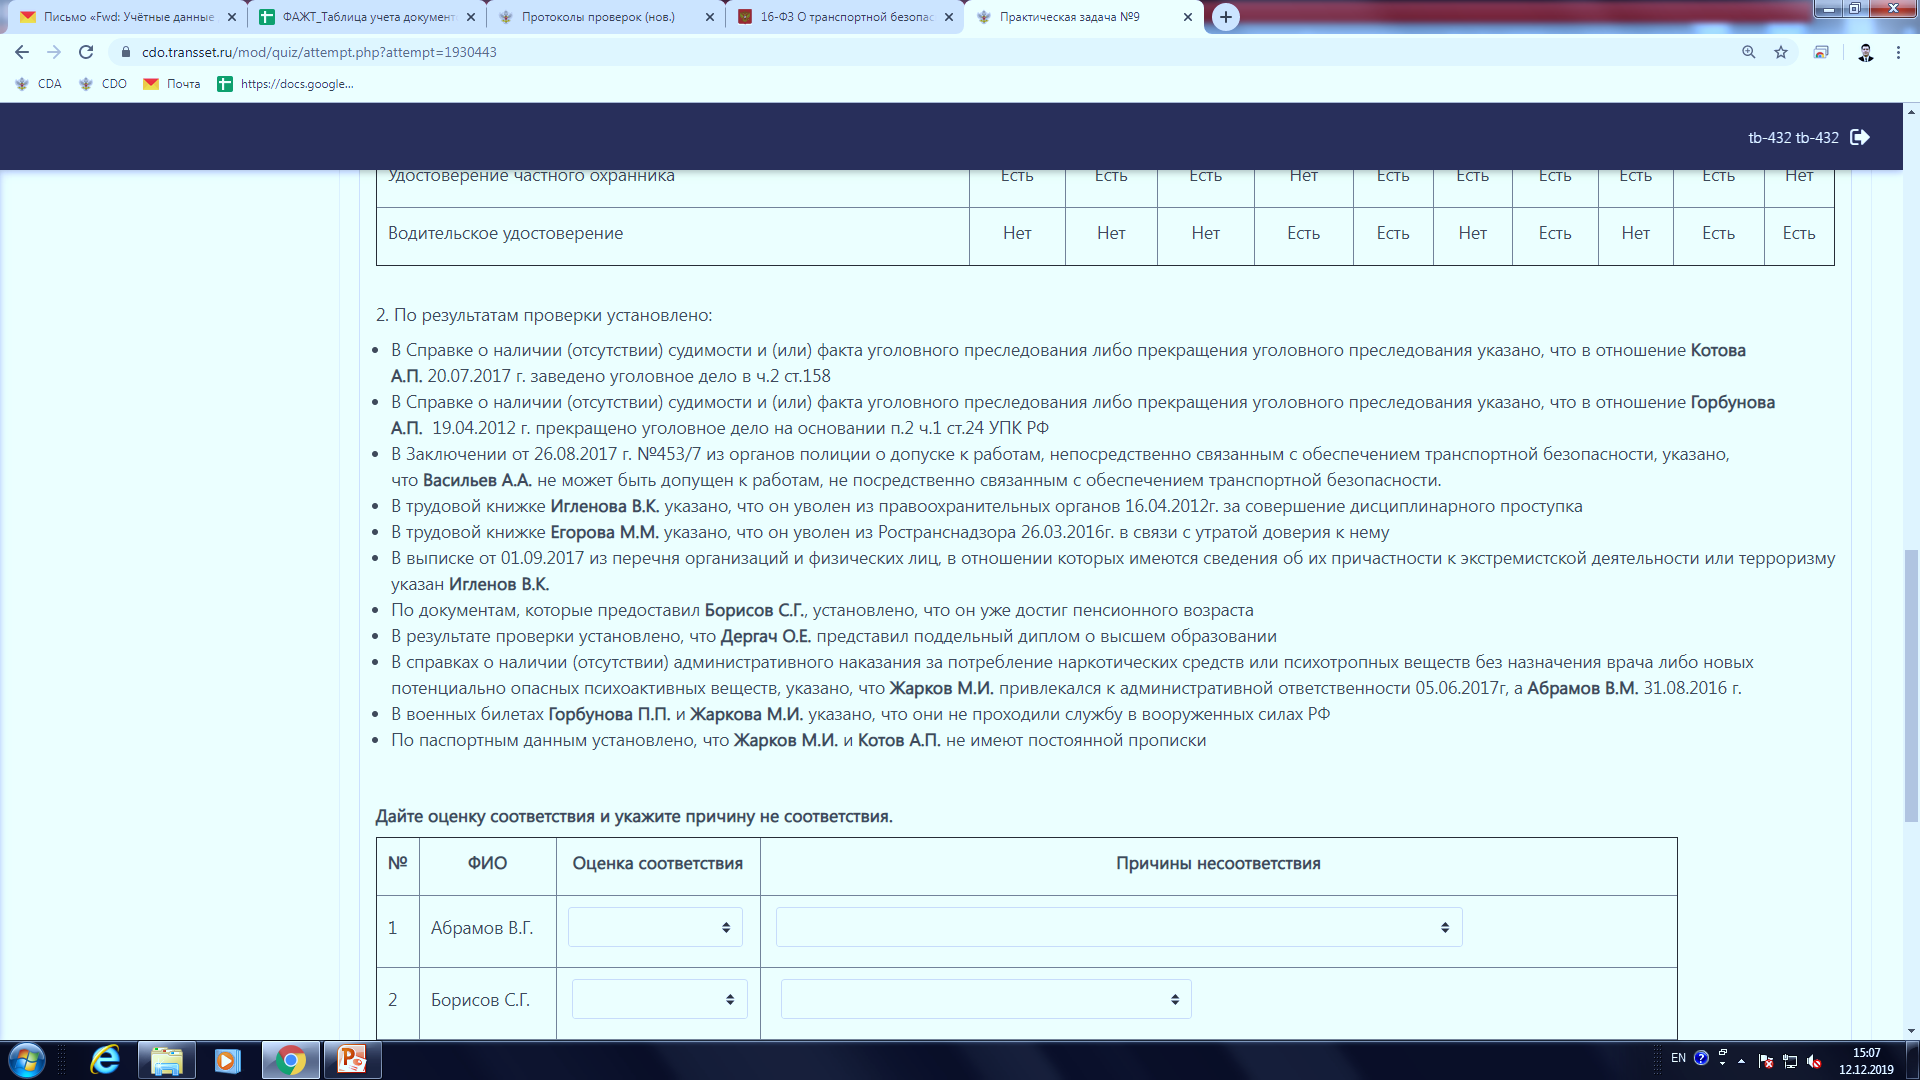 Письмо «Fwd: Учётные данные
ФАЖТ_Таблица учета документ
Протоколы проверок (нов.)
16-ФЗ О транспортной безопас
Практическая задача №9
cdo.transset.ru/mod/quiz/attempt.php?attempt=1930443
CDA
CDO
Почта
https://docs.google...
tb-432 tb-432
Удостоверение частного охранника Есть Есть Есть Нет Есть Есть Есть Есть Есть Нет
Водительское удостоверение Нет Нет Нет Есть Есть Нет Есть Нет Есть Есть
2. По результатам проверки установлено:
В Справке о наличии (отсутствии) судимости и (или) факта уголовного преследования либо прекращения уголовного преследования указано, что в отношение Котова
А.П. 20.07.2017 г. заведено уголовное дело в ч.2 ст.158
В Справке о наличии (отсутствии) судимости и (или) факта уголовного преследования либо прекращения уголовного преследования указано, что в отношение Горбунова
А.П. 19.04.2012 г. прекращено уголовное дело на основании п.2 ч.1 ст.24 УПК РФ
В Заключении от 26.08.2017 г. №453/7 из органов полиции о допуске к работам, непосредственно связанным с обеспечением транспортной безопасности, указано,
что Васильев А.А. не может быть допущен к работам, не посредственно связанным с обеспечением транспортной безопасности.
В трудовой книжке Игленова В.К. указано, что он уволен из правоохранительных органов 16.04.2012г. за совершение дисциплинарного проступка
В трудовой книжке Егорова М.М. указано, что он уволен из Ространснадзора 26.03.2016г. в связи с утратой доверия к нему
В выписке от 01.09.2017 из перечня организаций и физических лиц, в отношении которых имеются сведения об их причастности к экстремистской деятельности или терроризму
указан Игленов В.К.
По документам, которые предоставил Борисов С.Г., установлено, что он уже достиг пенсионного возраста
В результате проверки установлено, что Дергач О.Е. представил поддельный диплом о высшем образовании
В справках о наличии (отсутствии) административного наказания за потребление наркотических средств или психотропных веществ без назначения врача либо новых
потенциально опасных психоактивных веществ, указано, что Жарков М.И. привлекался к административной ответственности 05.06.2017г, а Абрамов В.М. 31.08.2016 г.
В военных билетах Горбунова П.П. и Жаркова М.И. указано, что они не проходили службу в вооруженных силах РФ
По паспортным данным установлено, что Жарков М.И. и Котов А.П. не имеют постоянной прописки
Дайте оценку соответствия и укажите причину не соответствия.
№ ФИО Оценка соответствия Причины несоответствия
1 Абрамов В.Г.
2 Борисов С.Г.
EN
15:07
12.12.2019